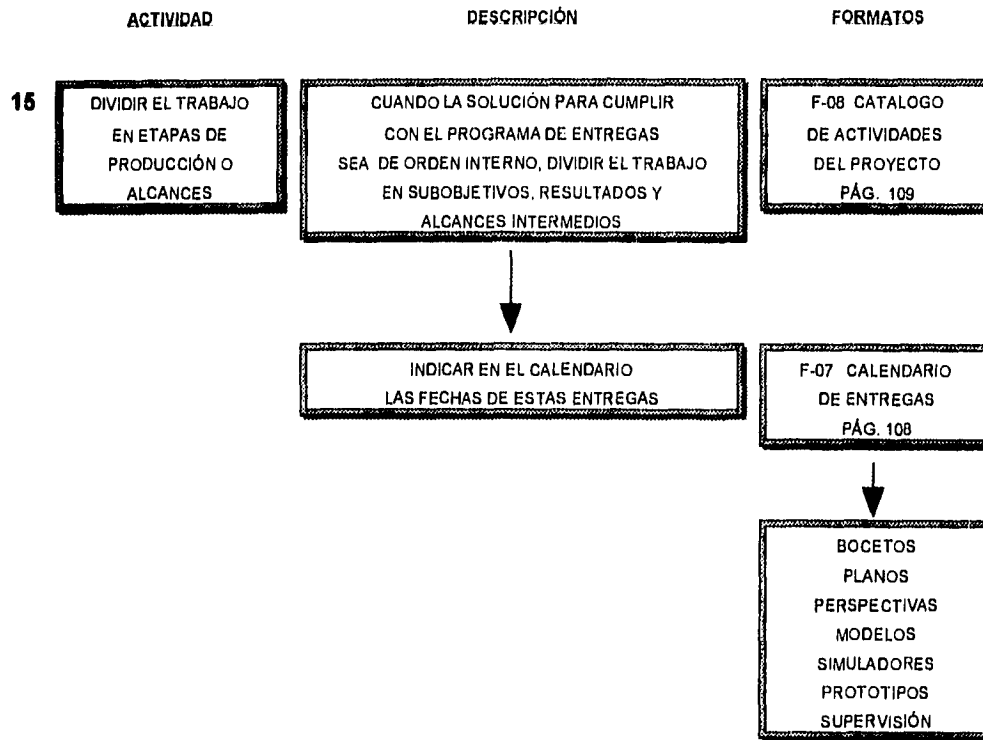 ACTIVIDAD
DESCRIPCIÓN
FORMATOS
15
DIVIDIR EL TRABAJO
EN ETAPAS DE
PRODUCCIÓN O
ALCANCES
CUANDO LA SOLUCIÓN PARA CUMPLIR
CON EL PROGRAMA DE ENTREGAS
SEA DE ORDEN INTERNO, DIVIDIR EL TRABAJO
EN SUBOBJETIVOS, RESULTADOS Y
ALCANCES INTERMEDIOS
F-08 CATALOGO
DE ACTIVIDADES
DEL PROYECTO
PÁG. 109
INDICAR EN EL CALENDARIO
LAS FECHAS DE ESTAS ENTREGAS
F-07 CALENDARIO
DE ENTREGAS
PÁG. 108
BOCETOS
PLANOS
PERSPECTIVAS
MODELOS
SIMULADORES
PROTOTIPOS
SUPERVISIÓN